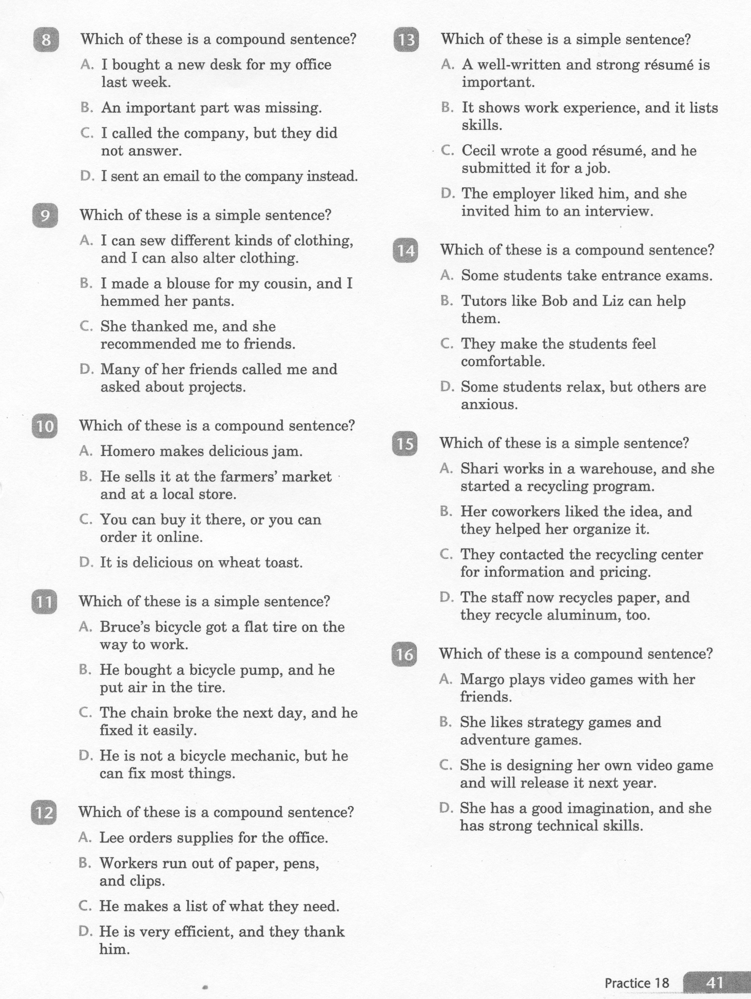 8 Which of these is a compound sentence?
A. I bought a new desk for my office
last week.
B. An important part was missing.
C. I called the company, but they did
not answer.
D. I sent an email to the company instead.
9 Which of these is a simple sentence?
A. I can sew different kinds of clothing,
and I can also alter clothing.
B. I made a blouse for my cousin, and I
hemmed her pants.
C. She thanked me, and she
recommended me to friends.
D. Many of her friends called me and
asked about projects.
10 Which of these is a compound sentence?
A. Homero makes delicious jam.
B. He sells it at the farmers’ market
and at a local store.
C. You can buy it there, or you can
order it online.
D. It is delicious on wheat toast.
11 Which of these is a simple sentence?
A. Bruce’s bicycle got a flat tire on the
way to work.
B. He bought a bicycle pump, and he
put air in the tire.
C. The chain broke the next day, and he
fixed it easily.
D. He is not a bicycle mechanic, but he
can fix most things.
12 Which of these is a compound sentence?
A. Lee orders supplies for the office.
B. Workers run out of paper, pens,
and clips.
C. He makes a list of what they need.
D. He is very efficient, and they thank
him.
13 Which of these is a simple sentence?
A. A well-written and strong résumé is
important.
B. It shows work experience, and it lists
skills.
C. Cecil wrote a good résumé, and he
submitted it for a job.
D. The employer liked him, and she
invited him to an interview.
14 Which of these is a compound sentence?
A. Some students take entrance exams.
B. Tutors like Bob and Liz can help
them.
C. They make the students feel
comfortable.
D. Some students relax, but others are
anxious.
15 Which of these is a simple sentence?
A. Shari works in a warehouse, and she
started a recycling program.
B. Her coworkers liked the idea, and
they helped her organize it.
C. They contacted the recycling center
for information and pricing.
D. The staff now recycles paper, and
they recycle aluminum, too.
16 Which of these is a compound sentence?
A. Margo plays video games with her
friends.
B. She likes strategy games and
adventure games.
C. She is designing her own video game
and will release it next year.
D. She has a good imagination, and she
has strong technical skills.
Practice 18 41